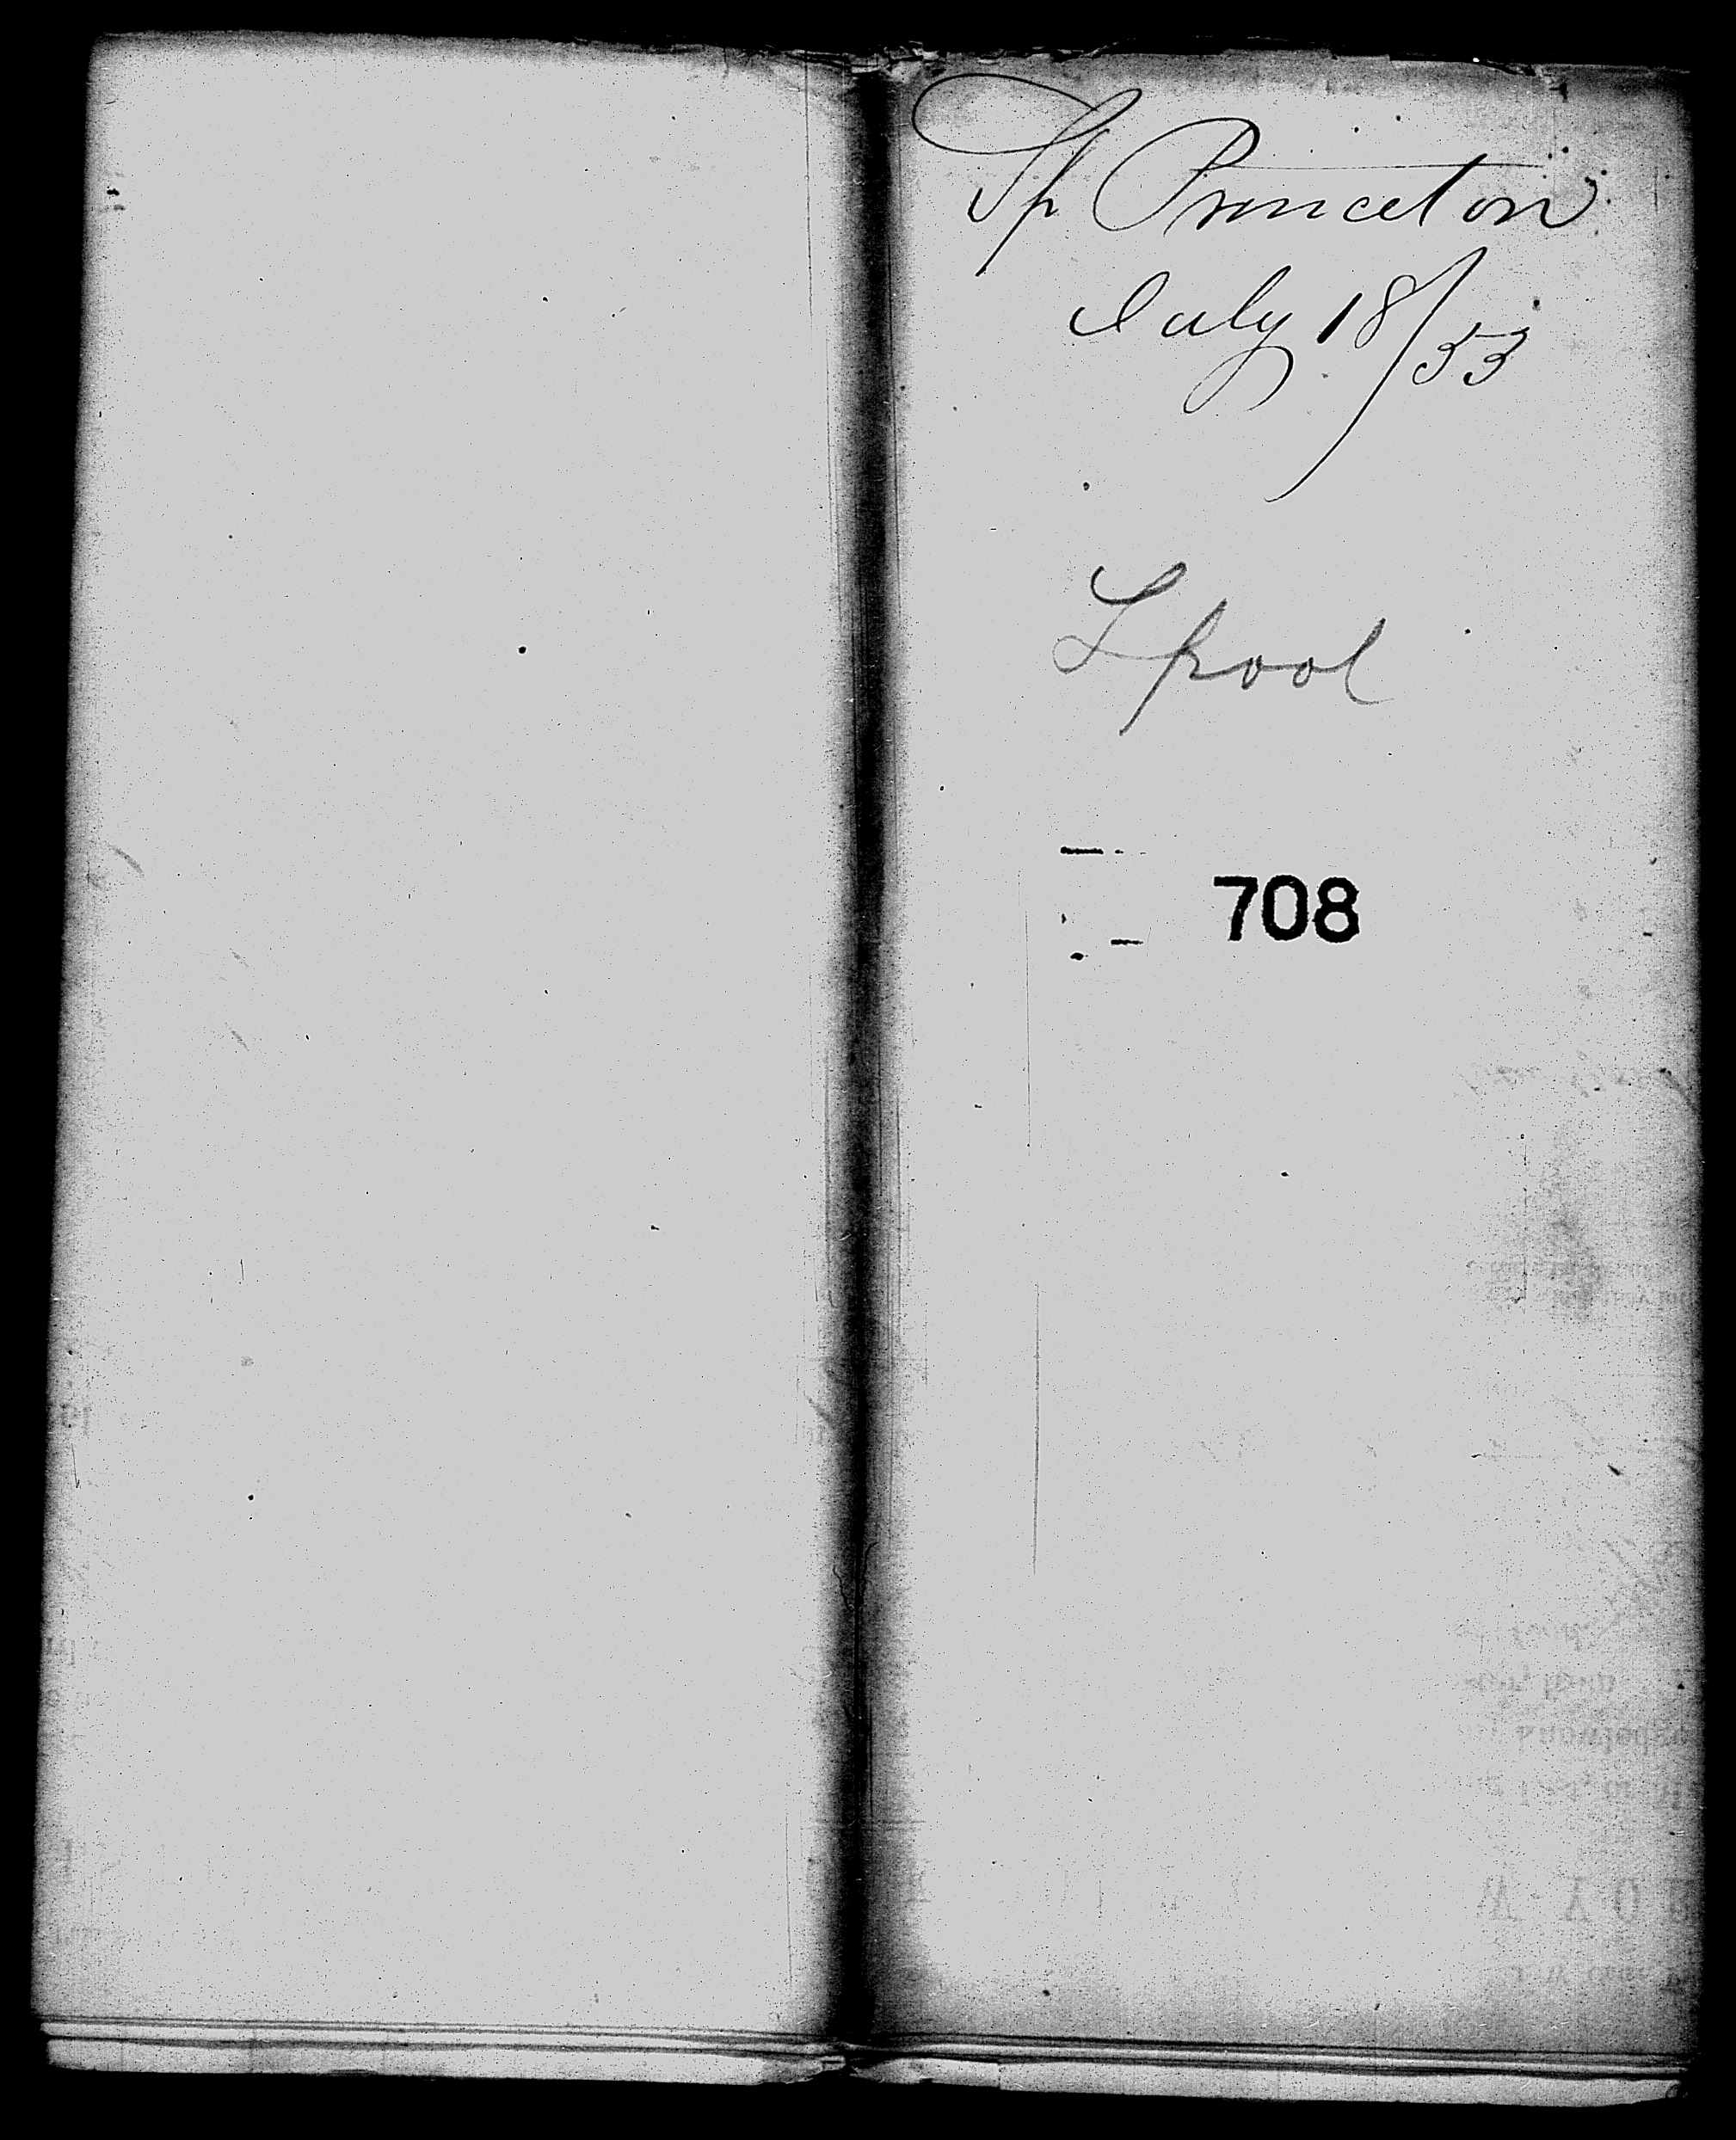 Sp Princeton
July 18/53
Lpool
708